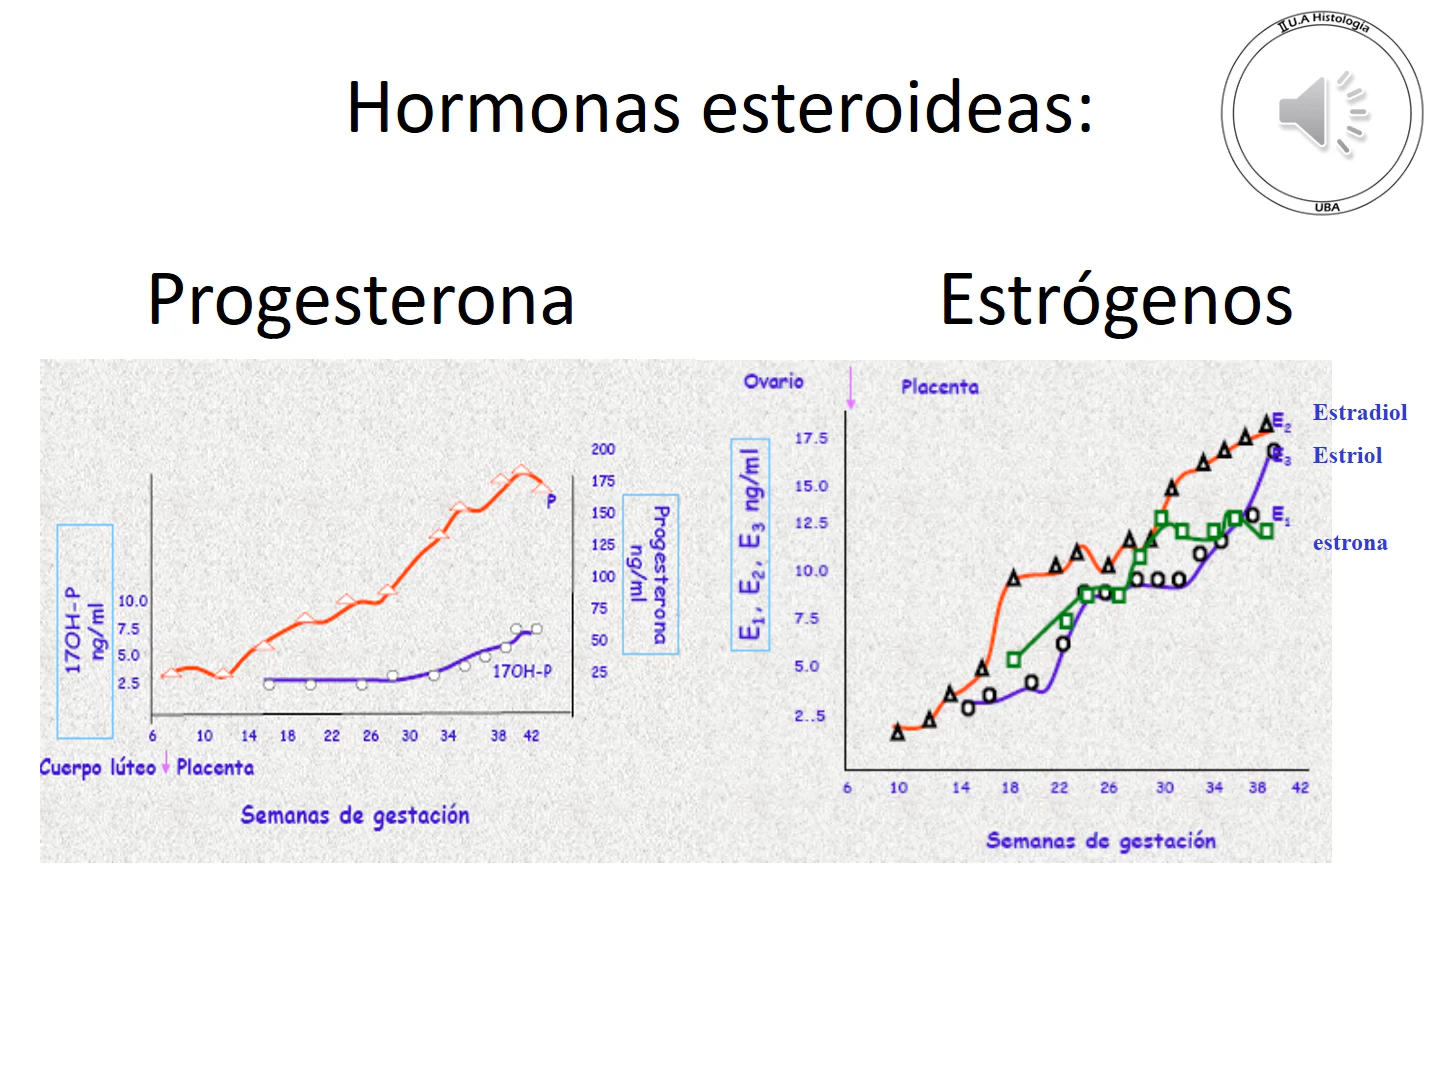 II U.A Histología
UBA
Hormonas esteroideas:
Progesterona
Estrógenos
17OH-P
ng/ml
10.0
7.5
5.0
2.5
P
17OH-P
200
175
150
125
100
75
50
25
Progesterona
ng/ml
6 10 14 18 22 26 30 34 38 42
Cuerpo lúteo Placenta
Semanas de gestación
Ovario Placenta
E1, E2, E3 ng/ml
17.5
15.0
12.5
10.0
7.5
5.0
2..5
E2 Estradiol
E3 Estriol
E1
estrona
6 10 14 18 22 26 30 34 38 42
Semanas de gestación